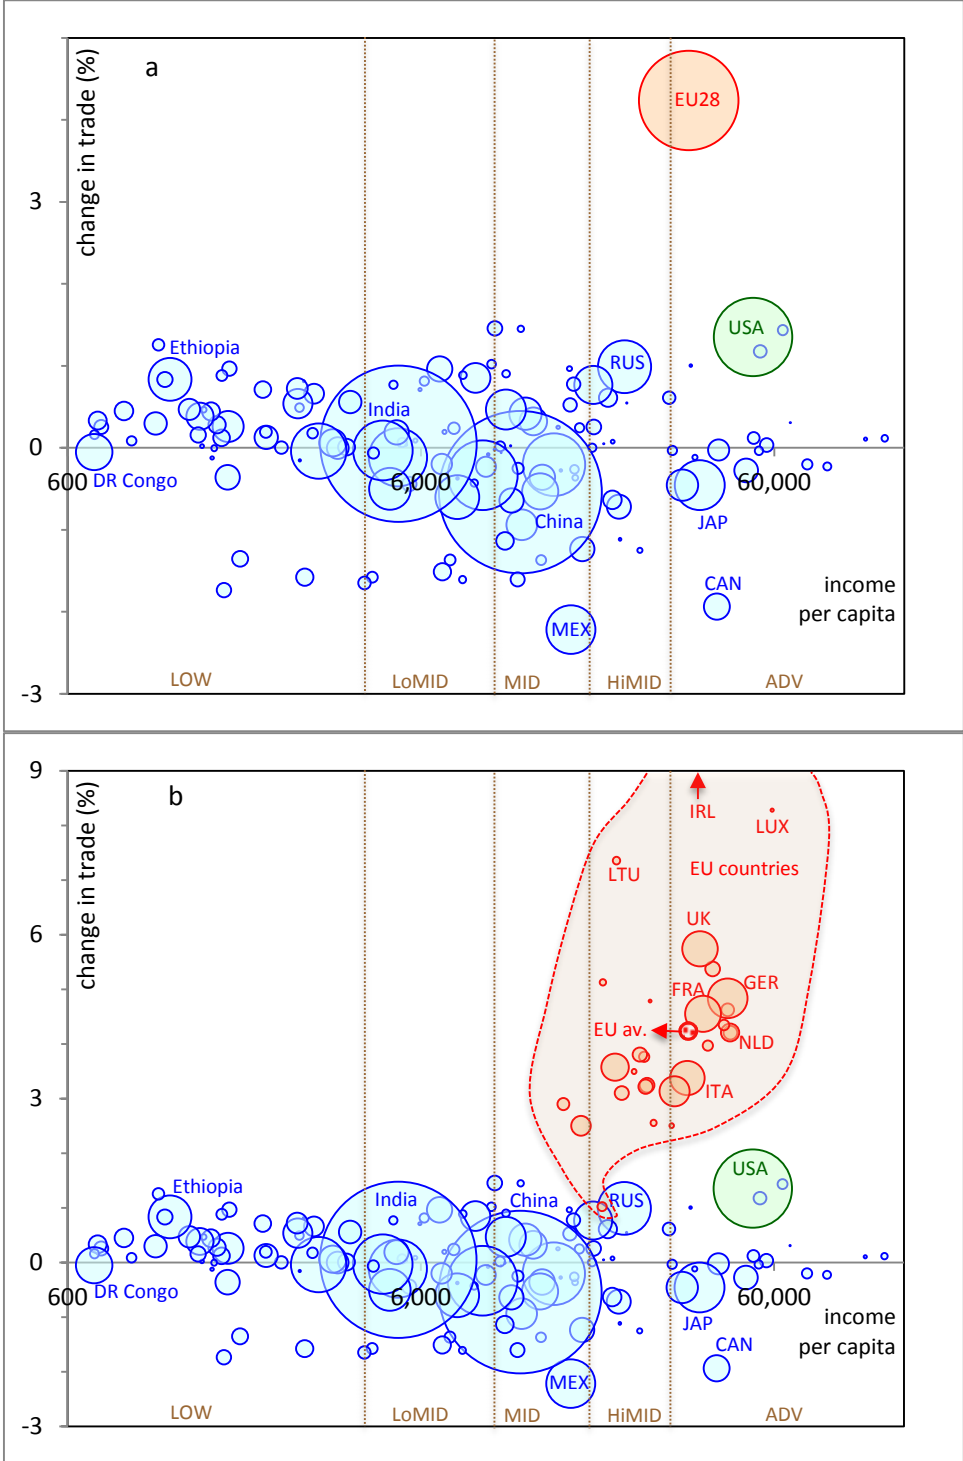 a
change in trade (%)
EU28
3
USA
RUS
Ethiopia
India
0
600
6,000
60,000
DR Congo
China
JAP
CAN
income
per capita
MEX
LOW
LoMID
MID
HiMID
ADV
-3
9
b
change in trade (%)
IRL
LUX
LTU
EU countries
6
UK
FRA
GER
EU av.
NLD
3
ITA
USA
Ethiopia
India
China
RUS
0
600
6,000
60,000
DR Congo
JAP
income
per capita
CAN
MEX
LOW
LoMID
MID
HiMID
ADV
-3